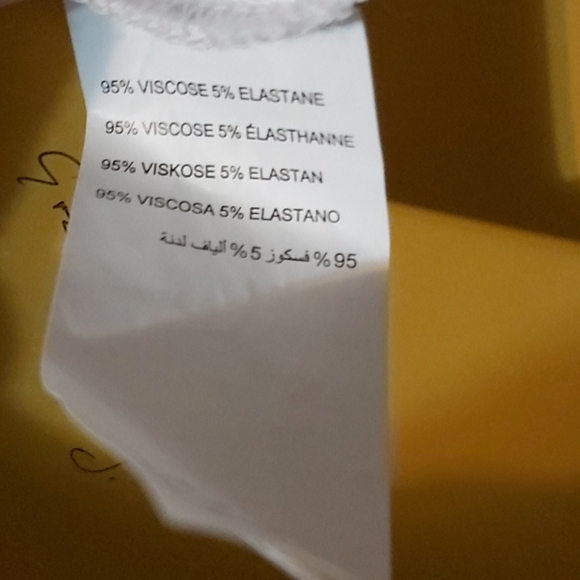 95% VISCOSE 5% ELASTANE
95% VISCOSE 5% ÉLASTHANNE
95% VISKOSE 5% ELASTAN
95% VISCOSA 5% ELASTANO
95 % فسكوز 5 % ألياف لدنة